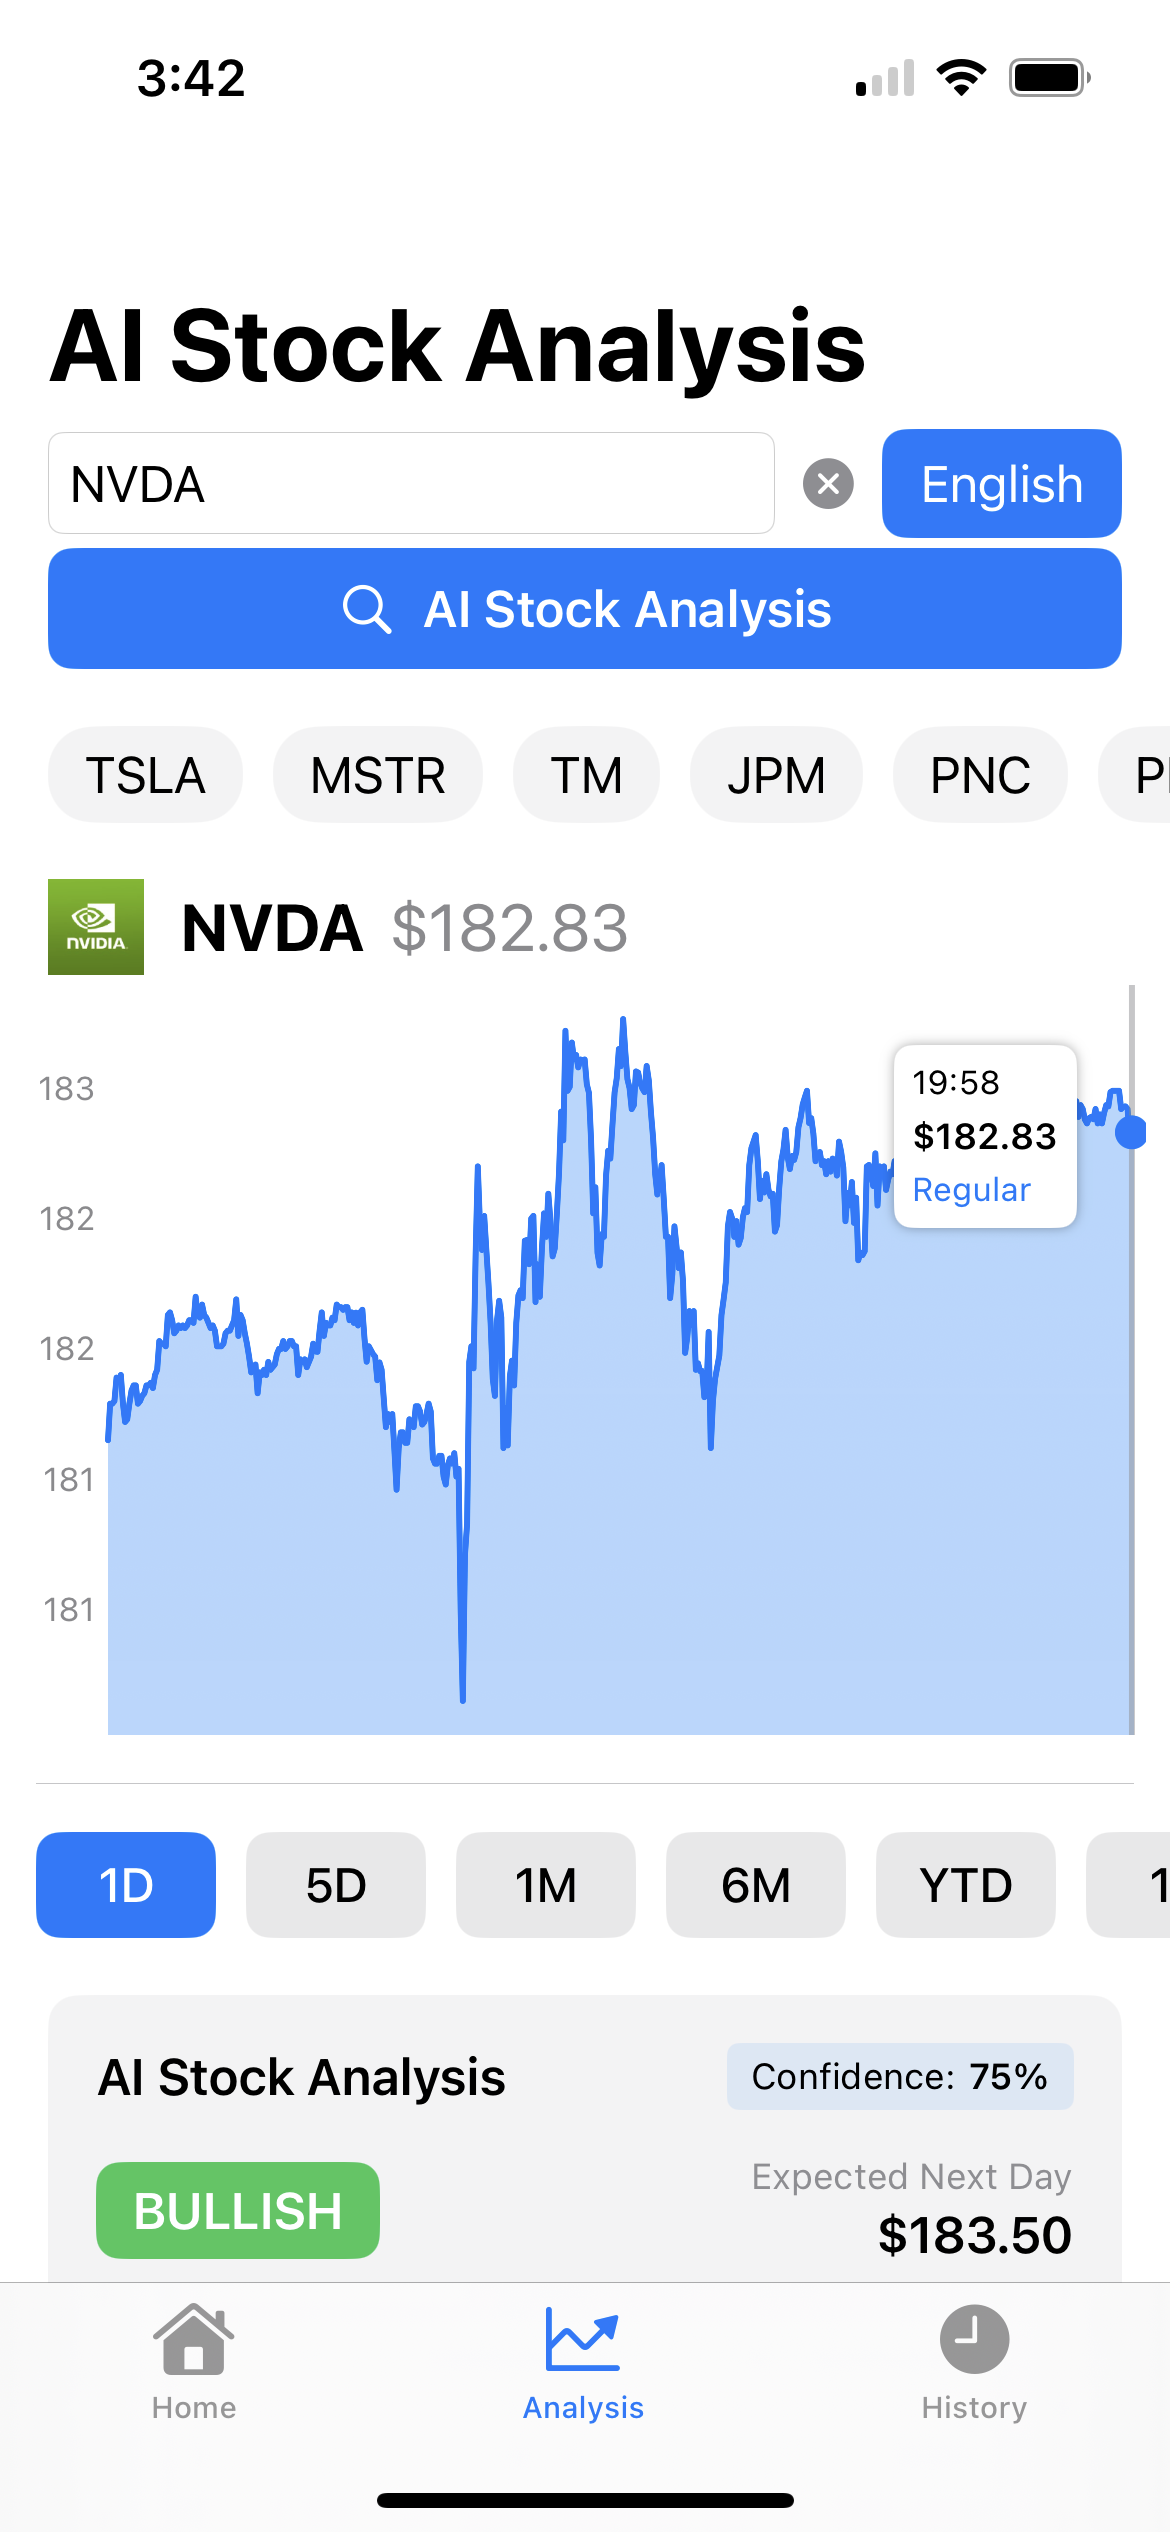 3:42
AI Stock Analysis
NVDA
English
AI Stock Analysis
TSLA MSTR TM JPM PNC
NVIDIA
NVDA $182.83
183
182
182
181
181
19:58
$182.83
Regular
1D 5D 1M 6M YTD
AI Stock Analysis
Confidence: 75%
BULLISH
Expected Next Day
$183.50
Home Analysis History